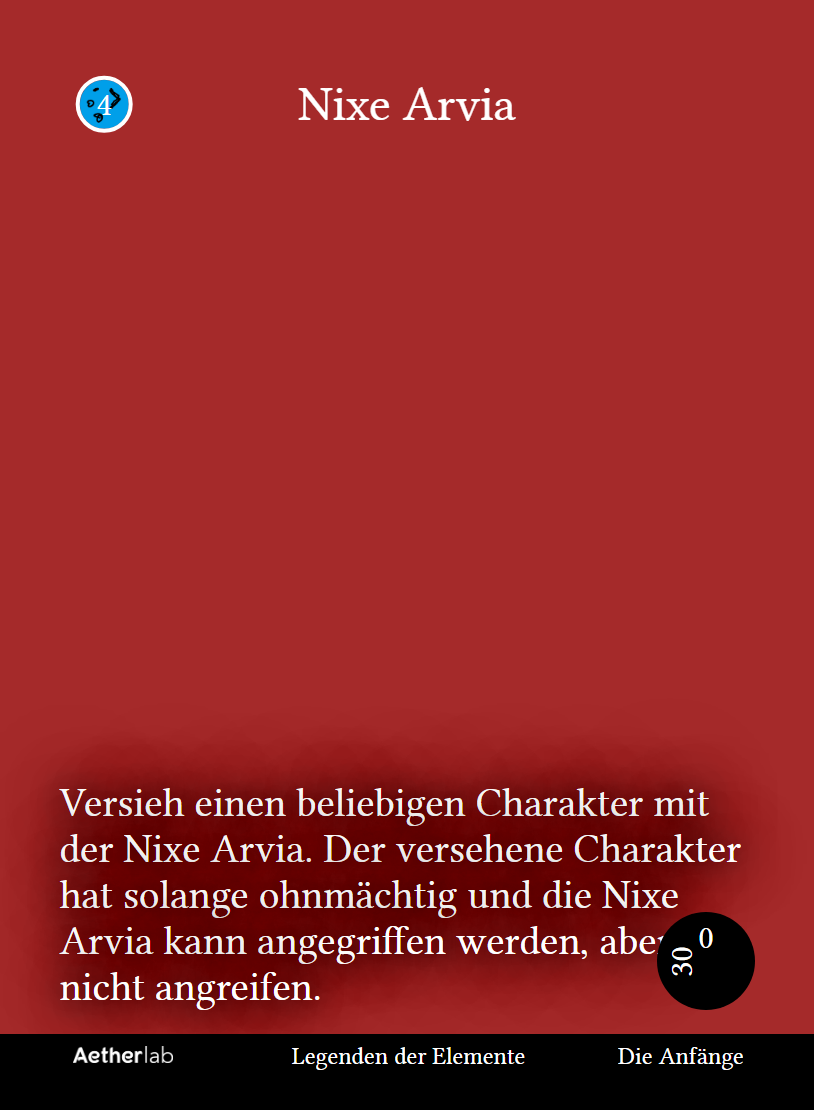 4
Nixe Arvia
Versieh einen beliebigen Charakter mit
der Nixe Arvia. Der versehene Charakter
hat solange ohnmächtig und die Nixe
Arvia kann angegriffen werden, aber
nicht angreifen.
0
30
Aetherlab
Legenden der Elemente
Die Anfänge